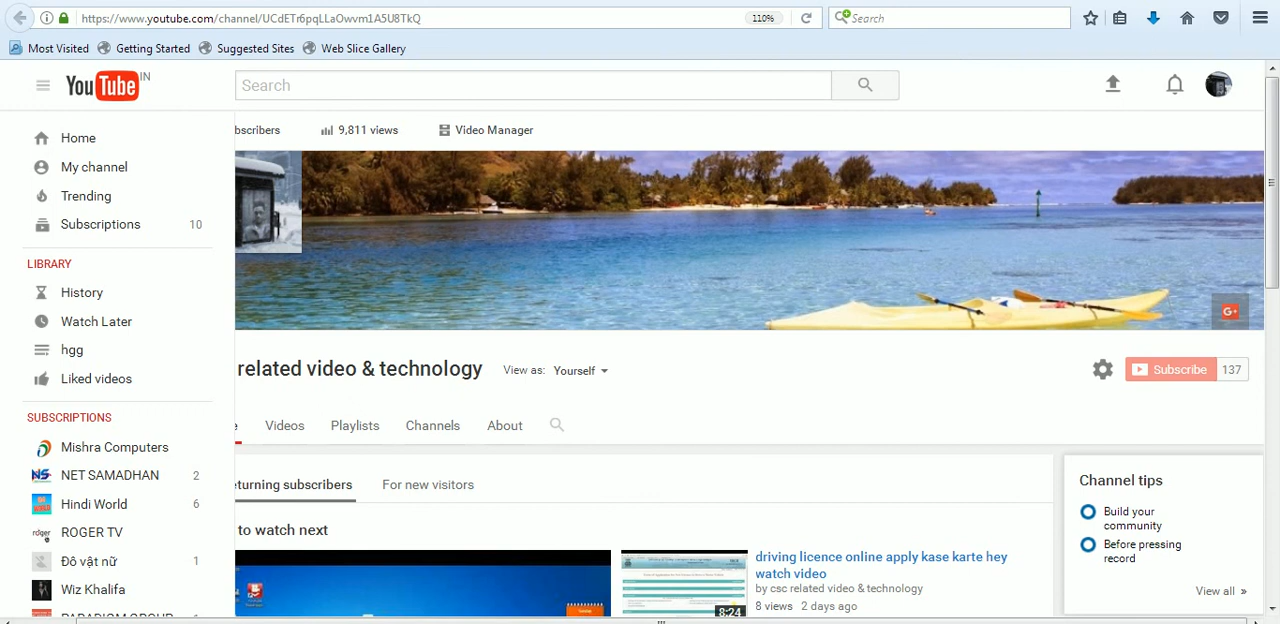 https://www.youtube.com/channel/UCdETr6pqLLaOwvm1A5U8TkQ
110%
Search
Most Visited Getting Started Suggested Sites Web Slice Gallery
YouTube IN
Search
Home
My channel
Trending
Subscriptions 10
LIBRARY
History
Watch Later
hgg
Liked videos
SUBSCRIPTIONS
Mishra Computers
NET SAMADHAN 2
Hindi World 6
ROGER TV
Đồ vật nữ 1
Wiz Khalifa
PARADIGM GROUP
bscribers 9,811 views Video Manager
G+
related video & technology View as: Yourself
Subscribe 137
e Videos Playlists Channels About
eturning subscribers For new visitors
to watch next
driving licence online apply kase karte hey
watch video
by csc related video & technology
8 views 2 days ago
8:24
Channel tips
Build your
community
Before pressing
record
View all »